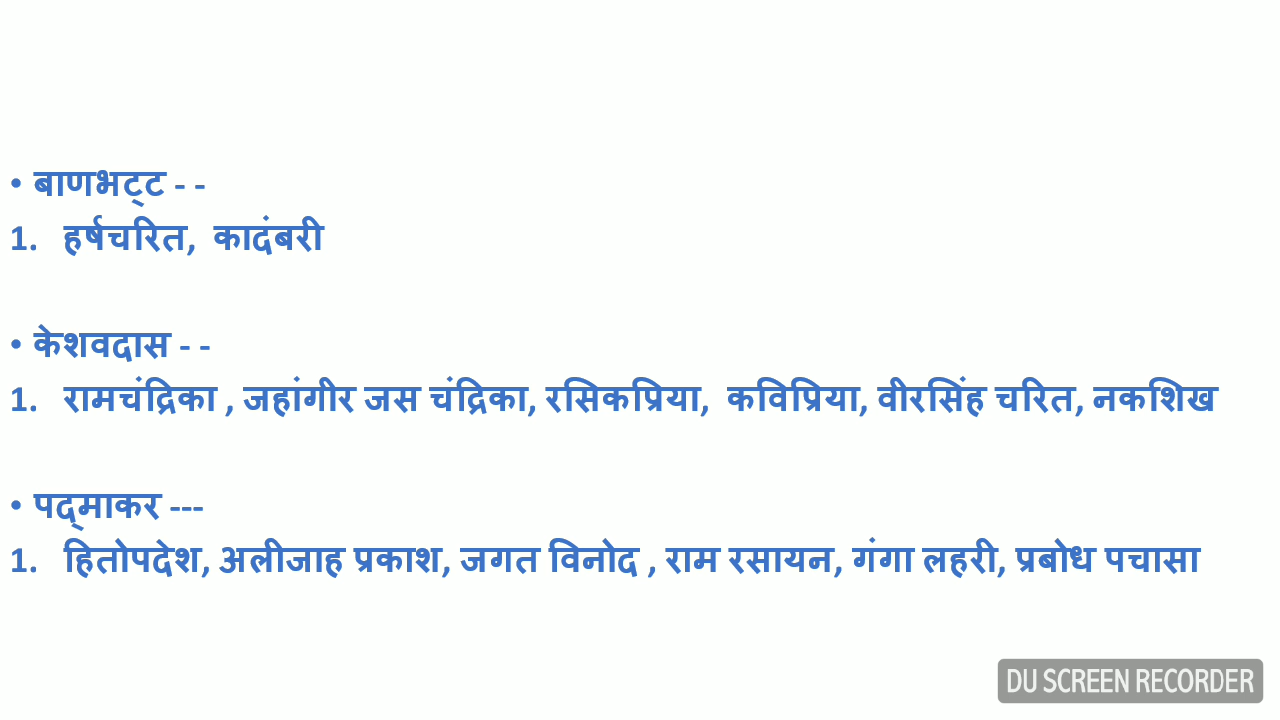 • बाणभट्ट - -
1. हर्षचरित, कादंबरी
• केशवदास - -
1. रामचंद्रिका , जहांगीर जस चंद्रिका, रसिकप्रिया, कविप्रिया, वीरसिंह चरित, नकशिख
• पद्माकर ---
1. हितोपदेश, अलीजाह प्रकाश, जगत विनोद , राम रसायन, गंगा लहरी, प्रबोध पचासा
DU SCREEN RECORDER